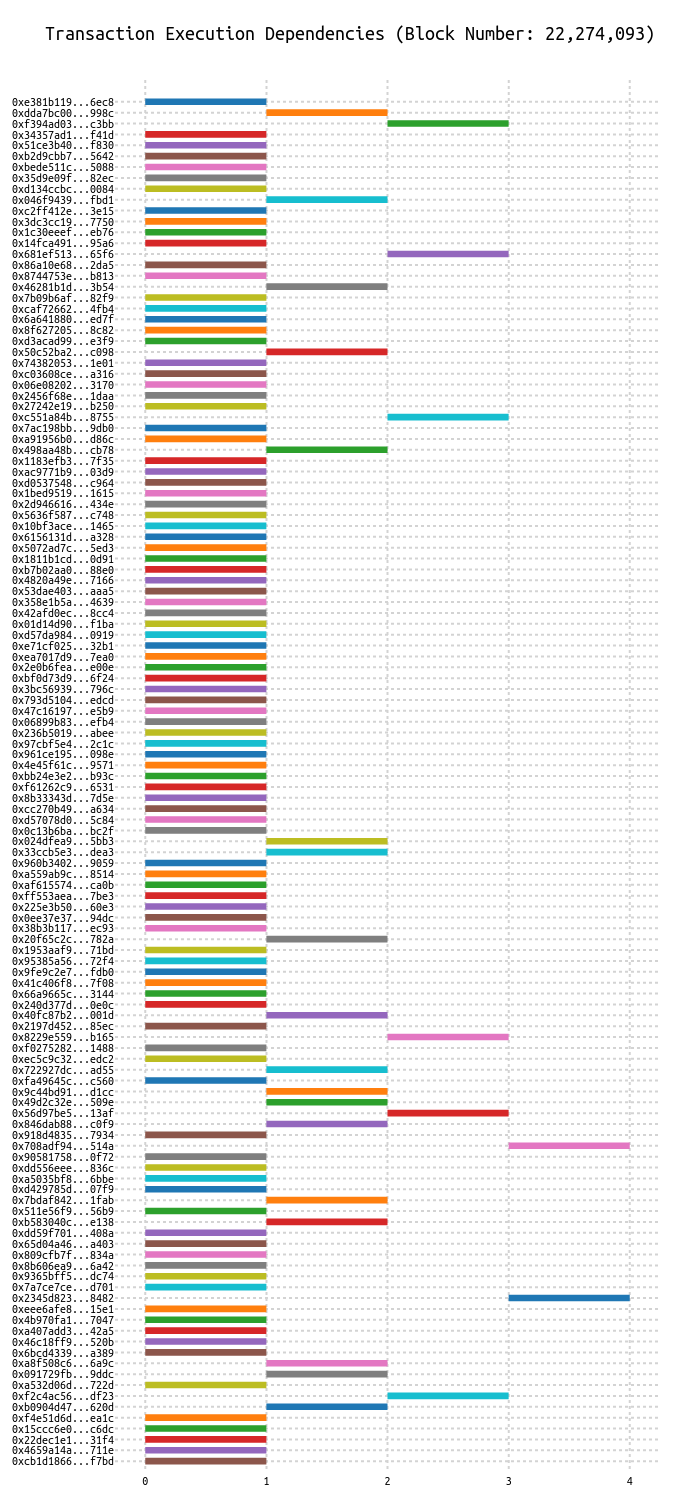 Transaction Execution Dependencies (Block Number: 22,274,093)
0xe381b119...6ec8
0xdda7bc00...998c
0xf394ad03...c3bb
0x34357ad1...f41d
0x51ce3b40...f830
0xb2d9cbb7...5642
0xbede511c...5088
0x35d9e09f...82ec
0xd134ccbc...0084
0x046f9439...fbd1
0xc2ff412e...3e15
0x3dc3cc19...7750
0x1c30eeef...eb76
0x14fca491...95a6
0x681ef513...65f6
0x86a10e68...2da5
0x8744753e...b813
0x46281b1d...3b54
0x7b09b6af...82f9
0xcaf72662...4fb4
0x6a641880...ed7f
0x8f627205...8c82
0xd3acad99...e3f9
0x50c52ba2...c098
0x74382053...1e01
0xc03608ce...a316
0x06e08202...3170
0x2456f68e...1daa
0x27242e19...b250
0xc551a84b...8755
0x7ac198bb...9db0
0xa91956b0...d86c
0x498aa48b...cb78
0x1183efb3...7f35
0xac9771b9...03d9
0xd0537548...c964
0x1bed9519...1615
0x2d946616...434e
0x5636f587...c748
0x10bf3ace...1465
0x6156131d...a328
0x5072ad7c...5ed3
0x1811b1cd...0d91
0xb7b02aa0...88e0
0x4820a49e...7166
0x53dae403...aaa5
0x358e1b5a...4639
0x42afd0ec...8cc4
0x01d14d90...f1ba
0xd57da984...0919
0xe71cf025...32b1
0xea7017d9...7ea0
0x2e0b6fea...e00e
0xbf0d73d9...6f24
0x3bc56939...796c
0x793d5104...edcd
0x47c16197...e5b9
0x06899b83...efb4
0x236b5019...abee
0x97cbf5e4...2c1c
0x961ce195...098e
0x4e45f61c...9571
0xbb24e3e2...b93c
0xf61262c9...6531
0x8b33343d...7d5e
0xcc270b49...a634
0xd57078d0...5c84
0x0c13b6ba...bc2f
0x024dfea9...5bb3
0x33ccb5e3...dea3
0x960b3402...9059
0xa559ab9c...8514
0xaf615574...ca0b
0xff553aea...7be3
0x225e3b50...60e3
0x0ee37e37...94dc
0x38b3b117...ec93
0x20f65c2c...782a
0x1953aaf9...71bd
0x95385a56...72f4
0x9fe9c2e7...fdb0
0x41c406f8...7f08
0x66a9665c...3144
0x240d377d...0e0c
0x40fc87b2...001d
0x2197d452...85ec
0x8229e559...b165
0xf0275282...1488
0xec5c9c32...edc2
0x722927dc...ad55
0xfa49645c...c560
0x9c44bd91...d1cc
0x49d2c32e...509e
0x56d97be5...13af
0x846dab88...c0f9
0x918d4835...7934
0x708adf94...514a
0x90581758...0f72
0xdd556eee...836c
0xa5035bf8...6bbe
0xd429785d...07f9
0x7bdaf842...1fab
0x511e56f9...56b9
0xb583040c...e138
0xdd59f701...408a
0x65d04a46...a403
0x809cfb7f...834a
0x8b606ea9...6a42
0x9365bff5...dc74
0x7a7ce7ce...d701
0x2345d823...8482
0xeee6afe8...15e1
0x4b970fa1...7047
0xa407add3...42a5
0x46c18ff9...520b
0x6bcd4339...a389
0xa8f508c6...6a9c
0x091729fb...9ddc
0xa532d06d...722d
0xf2c4ac56...df23
0xb0904d47...620d
0xf4e51d6d...ea1c
0x15ccc6e0...c6dc
0x22dec1e1...31f4
0x4659a14a...711e
0xcb1d1866...f7bd
0 1 2 3 4